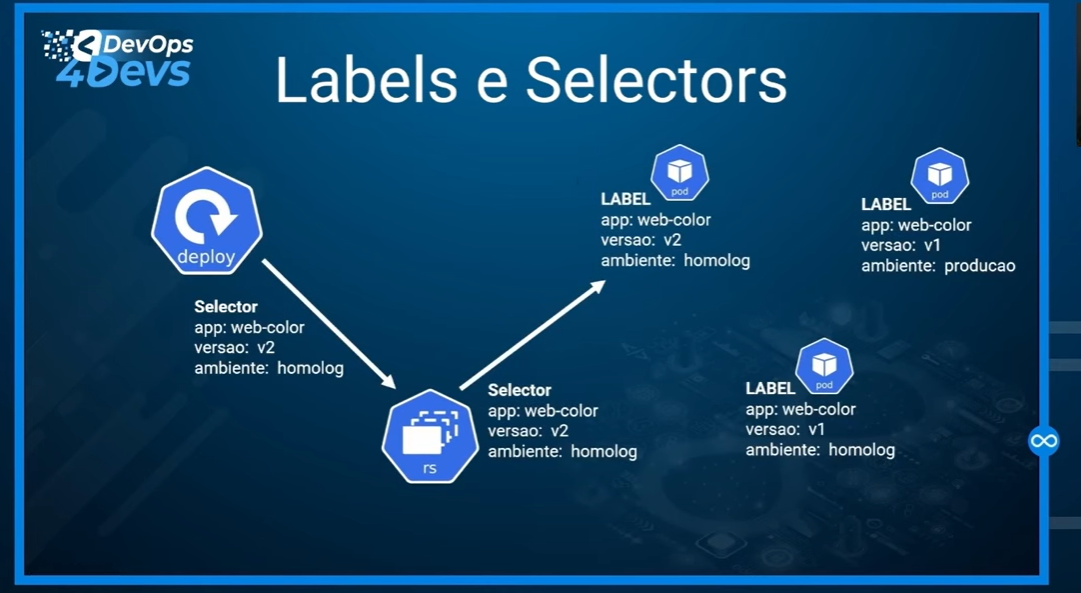 DevOps
4Devs
Labels e Selectors
deploy
Selector
app: web-color
versao: v2
ambiente: homolog
rs
Selector
app: web-color
versao: v2
ambiente: homolog
pod
LABEL
app: web-color
versao: v2
ambiente: homolog
pod
LABEL
app: web-color
versao: v1
ambiente: producao
pod
LABEL
app: web-color
versao: v1
ambiente: homolog